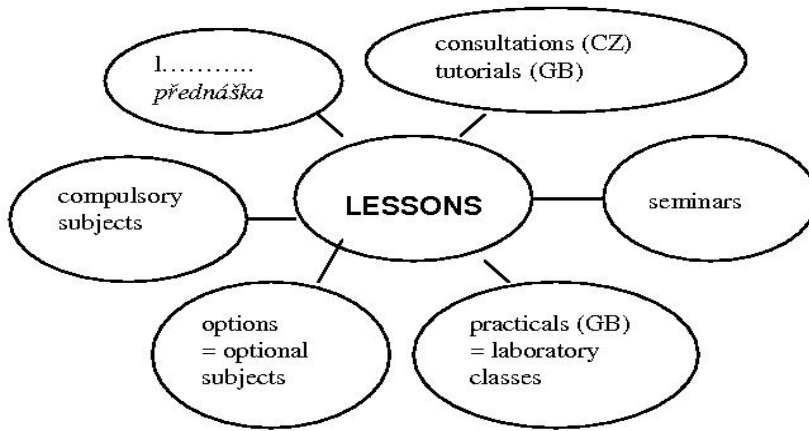 l...........
přednáška
consultations (CZ)
tutorials (GB)
compulsory
subjects
LESSONS
seminars
options
= optional
subjects
practicals (GB)
= laboratory
classes